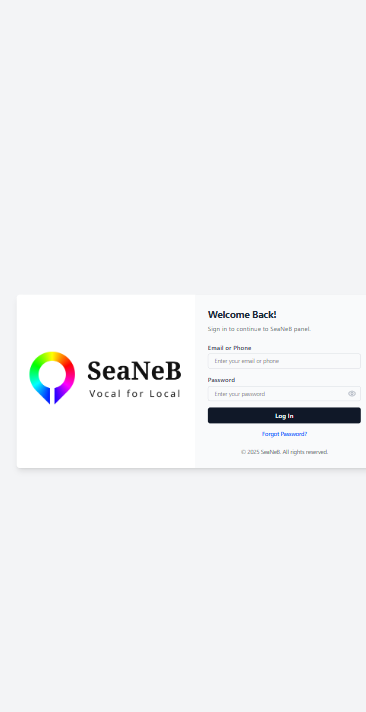 SeaNeB
Vocal for Local
Welcome Back!
Sign in to continue to SeaNeB panel.
Email or Phone
Enter your email or phone
Password
Enter your password
Log In
Forgot Password?
© 2025 SeaNeB. All rights reserved.